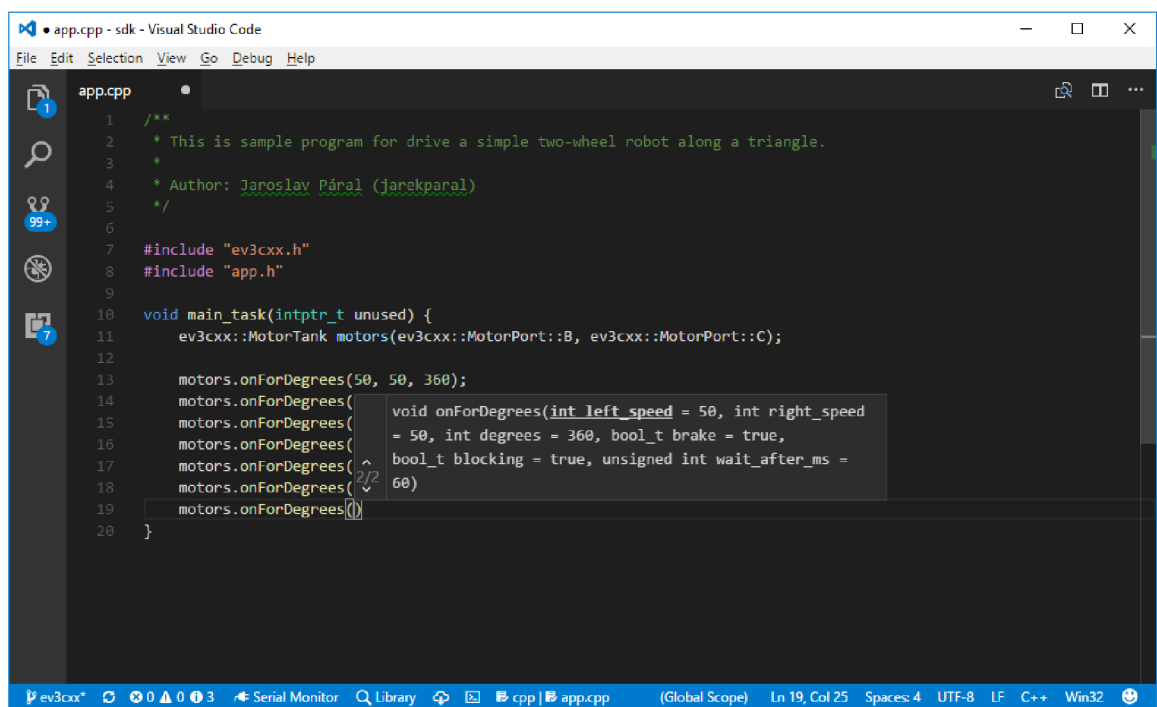 ● app.cpp - sdk - Visual Studio Code
File Edit Selection View Go Debug Help
app.cpp ●
1
99+
7
1 /**
2  * This is sample program for drive a simple two-wheel robot along a triangle.
3  *
4  * Author: Jaroslav Páral (jarekparal)
5  */
6
7 #include "ev3cxx.h"
8 #include "app.h"
9
10 void main_task(intptr_t unused) {
11     ev3cxx::MotorTank motors(ev3cxx::MotorPort::B, ev3cxx::MotorPort::C);
12
13     motors.onForDegrees(50, 50, 360);
14     motors.onForDegrees(
15     motors.onForDegrees(
16     motors.onForDegrees(
17     motors.onForDegrees(
18     motors.onForDegrees(
19     motors.onForDegrees()
20 }
2/2
void onForDegrees(int left_speed = 50, int right_speed
= 50, int degrees = 360, bool_t brake = true,
bool_t blocking = true, unsigned int wait_after_ms =
60)
ev3cxx* 0 0 3 Serial Monitor Library cpp | app.cpp (Global Scope) Ln 19, Col 25 Spaces: 4 UTF-8 LF C++ Win32